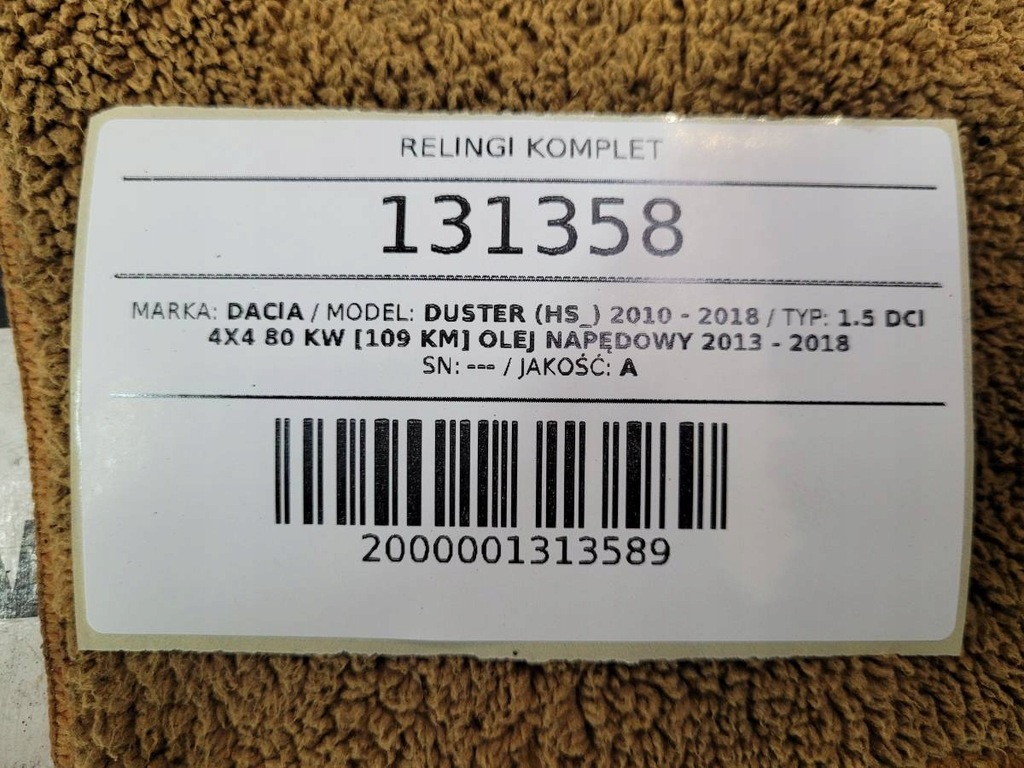 RELINGI KOMPLET
131358
MARKA: DACIA / MODEL: DUSTER (HS_) 2010 - 2018 / TYP: 1.5 DCI
4X4 80 KW [109 KM] OLEJ NAPĘDOWY 2013 - 2018
SN: --- / JAKOŚĆ: A
2000001313589